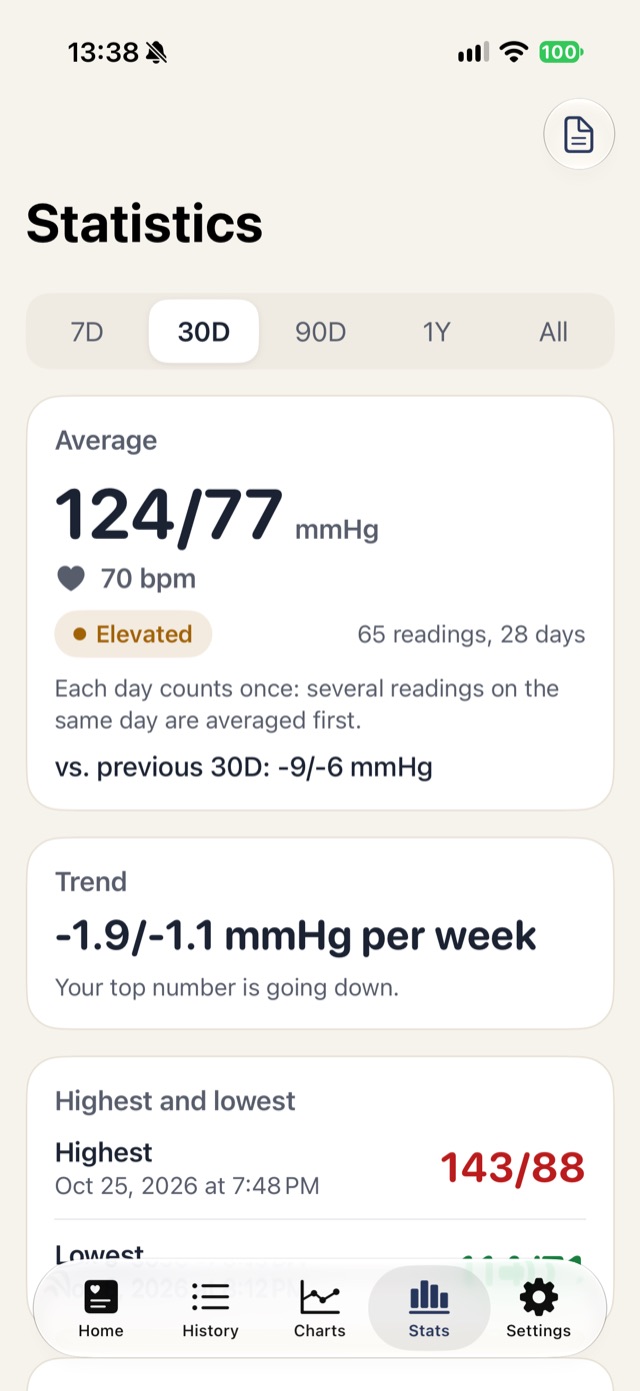 13:38
100
Statistics
7D 30D 90D 1Y All
Average
124/77 mmHg
70 bpm
Elevated 65 readings, 28 days
Each day counts once: several readings on the
same day are averaged first.
vs. previous 30D: -9/-6 mmHg
Trend
-1.9/-1.1 mmHg per week
Your top number is going down.
Highest and lowest
Highest
143/88
Oct 25, 2026 at 7:48 PM
Lowest
Home History Charts Stats Settings